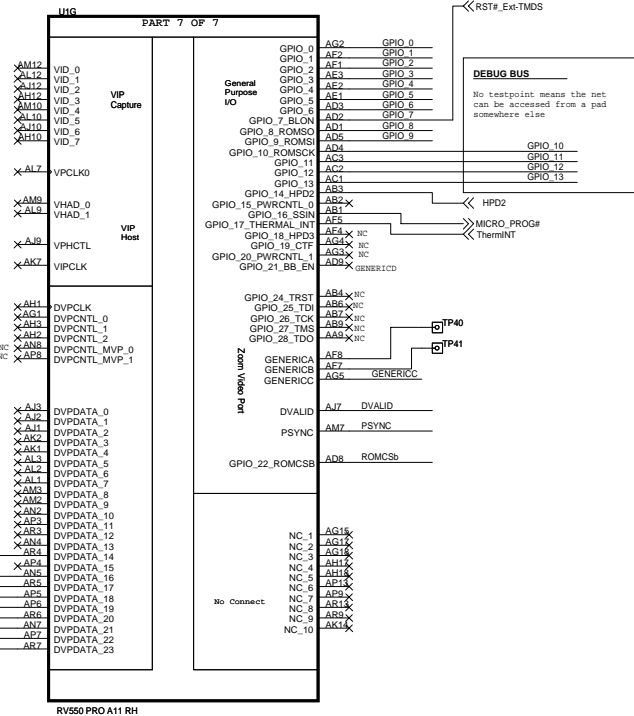 U1G
PART 7 OF 7
RST#_Ext-TMDS
AM12 VID_0
AL12 VID_1
AJ12 VID_2
AH12 VID_3
AM10 VID_4
AL10 VID_5
AJ10 VID_6
AH10 VID_7
VIP
Capture
AL7 VPCLK0
AM9 VHAD_0
AL9 VHAD_1
VIP
Host
AJ9 VPHCTL
AK7 VIPCLK
AH1 DVPCLK
AG1 DVPCNTL_0
AH3 DVPCNTL_1
AH2 DVPCNTL_2
NC AN8 DVPCNTL_MVP_0
NC AP8 DVPCNTL_MVP_1
AJ3 DVPDATA_0
AJ2 DVPDATA_1
AJ1 DVPDATA_2
AK2 DVPDATA_3
AK1 DVPDATA_4
AL3 DVPDATA_5
AL2 DVPDATA_6
AL1 DVPDATA_7
AM3 DVPDATA_8
AM2 DVPDATA_9
AN2 DVPDATA_10
AP3 DVPDATA_11
AR3 DVPDATA_12
AN4 DVPDATA_13
AR4 DVPDATA_14
AP4 DVPDATA_15
AN5 DVPDATA_16
AR5 DVPDATA_17
AP5 DVPDATA_18
AP6 DVPDATA_19
AR6 DVPDATA_20
AN7 DVPDATA_21
AP7 DVPDATA_22
AR7 DVPDATA_23
General
Purpose
I/O
GPIO_0 AG2 GPIO_0
GPIO_1 AF2 GPIO_1
GPIO_2 AF1 GPIO_2
GPIO_3 AE3 GPIO_3
GPIO_4 AE2 GPIO_4
GPIO_5 AE1 GPIO_5
GPIO_6 AD3 GPIO_6
GPIO_7_BLON AD2 GPIO_7
GPIO_8_ROMSO AD1 GPIO_8
GPIO_9_ROMSI AD5 GPIO_9
GPIO_10_ROMSCK AD4 GPIO_10
GPIO_11 AC3 GPIO_11
GPIO_12 AC2 GPIO_12
GPIO_13 AC1 GPIO_13
GPIO_14_HPD2 AB3 HPD2
GPIO_15_PWRCNTL_0 AB2
GPIO_16_SSIN AB1 MICRO_PROG#
GPIO_17_THERMAL_INT AF5 ThermINT
GPIO_18_HPD3 AF4 NC
GPIO_19_CTF AG4 NC
GPIO_20_PWRCNTL_1 AG3 NC
GPIO_21_BB_EN AD9 GENERICD
DEBUG BUS
No testpoint means the net
can be accessed from a pad
somewhere else
GPIO_24_TRST AB4 NC
GPIO_25_TDI AB6 NC
GPIO_26_TCK AB7 NC
GPIO_27_TMS AB9 NC
GPIO_28_TDO AA9 NC
Zoom Video Port
GENERICA AF8 TP40
GENERICB AF7 TP41
GENERICC AG5 GENERICC
DVALID AJ7 DVALID
PSYNC AM7 PSYNC
GPIO_22_ROMCSB AD8 ROMCSb
No Connect
NC_1 AG15
NC_2 AG17
NC_3 AG18
NC_4 AH17
NC_5 AH18
NC_6 AP13
NC_7 AP9
NC_8 AR13
NC_9 AR9
NC_10 AK14
RV550 PRO A11 RH